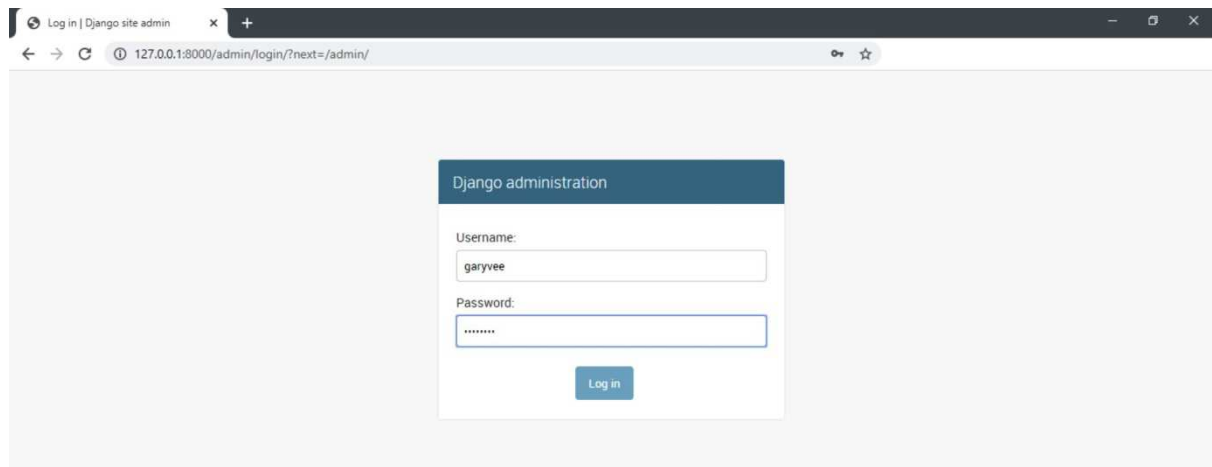 Log in | Django site admin
127.0.0.1:8000/admin/login/?next=/admin/
Django administration
Username:
garyvee
Password:
........
Log in